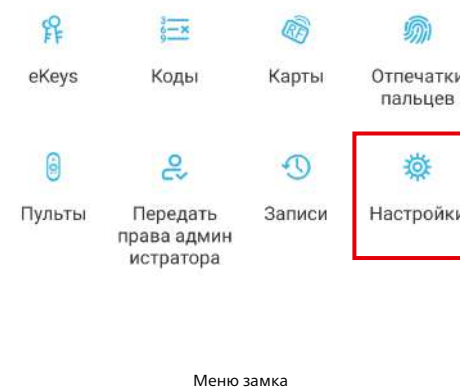 eKeys
Коды
Карты
Отпечатки
пальцев
Пульты
Передать
права админ
истратора
Записи
Настройки
Меню замка